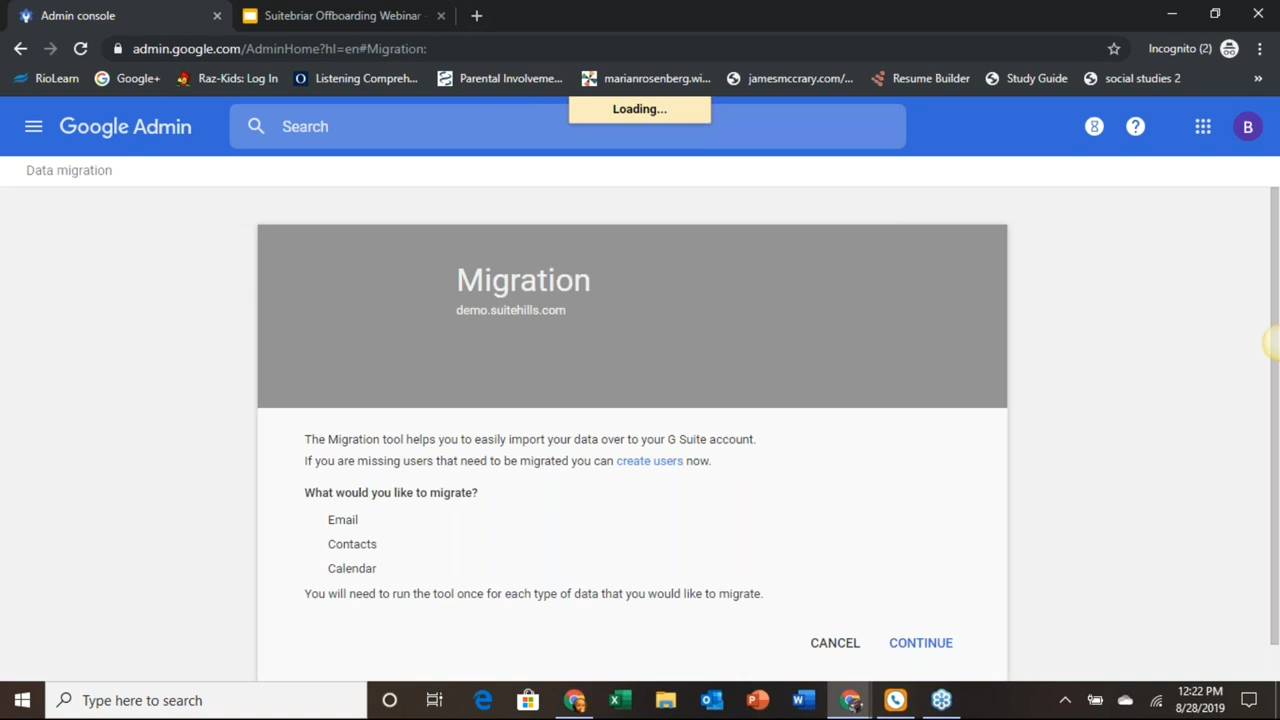 Admin console
Suitebriar Offboarding Webinar
admin.google.com/AdminHome?hl=en#Migration:
Incognito (2)
RioLearn
Google+
Raz-Kids: Log In
Listening Compreh...
Parental Involveme...
marianrosenberg.wi...
jamesmccrary.com/...
Resume Builder
Study Guide
social studies 2
»
Loading...
Google Admin
Search
B
Data migration
Migration
demo.suitehills.com
The Migration tool helps you to easily import your data over to your G Suite account.
If you are missing users that need to be migrated you can create users now.
What would you like to migrate?
Email
Contacts
Calendar
You will need to run the tool once for each type of data that you would like to migrate.
CANCEL
CONTINUE
Type here to search
12:22 PM
8/28/2019